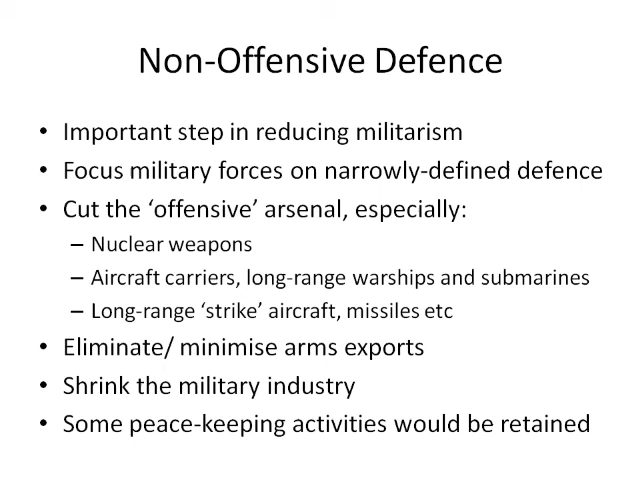 Non-Offensive Defence
• Important step in reducing militarism
• Focus military forces on narrowly-defined defence
• Cut the ‘offensive’ arsenal, especially:
– Nuclear weapons
– Aircraft carriers, long-range warships and submarines
– Long-range ‘strike’ aircraft, missiles etc
• Eliminate/ minimise arms exports
• Shrink the military industry
• Some peace-keeping activities would be retained